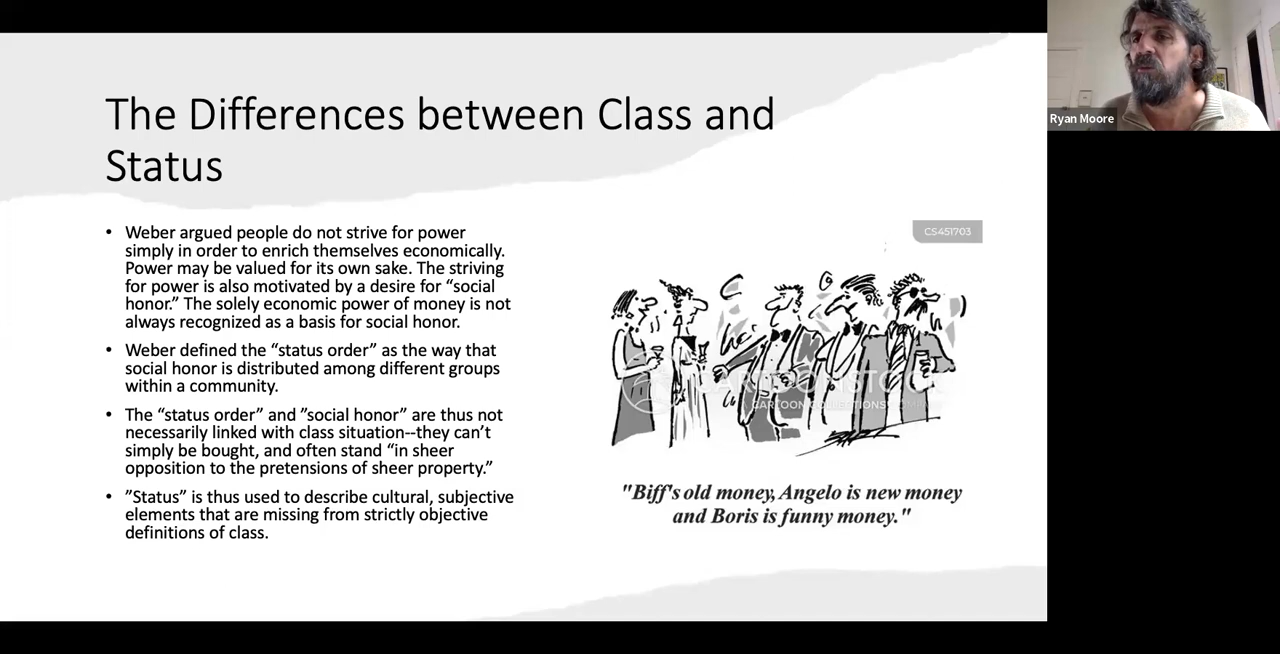 The Differences between Class and
Status
• Weber argued people do not strive for power
simply in order to enrich themselves economically.
Power may be valued for its own sake. The striving
for power is also motivated by a desire for “social
honor.” The solely economic power of money is not
always recognized as a basis for social honor.
• Weber defined the “status order” as the way that
social honor is distributed among different groups
within a community.
• The “status order” and ”social honor” are thus not
necessarily linked with class situation--they can’t
simply be bought, and often stand “in sheer
opposition to the pretensions of sheer property.”
• ”Status” is thus used to describe cultural, subjective
elements that are missing from strictly objective
definitions of class.
CS451703
CARTOONSTOCK
CARTOON COLLECTIONS
"Biff's old money, Angelo is new money
and Boris is funny money."
Ryan Moore